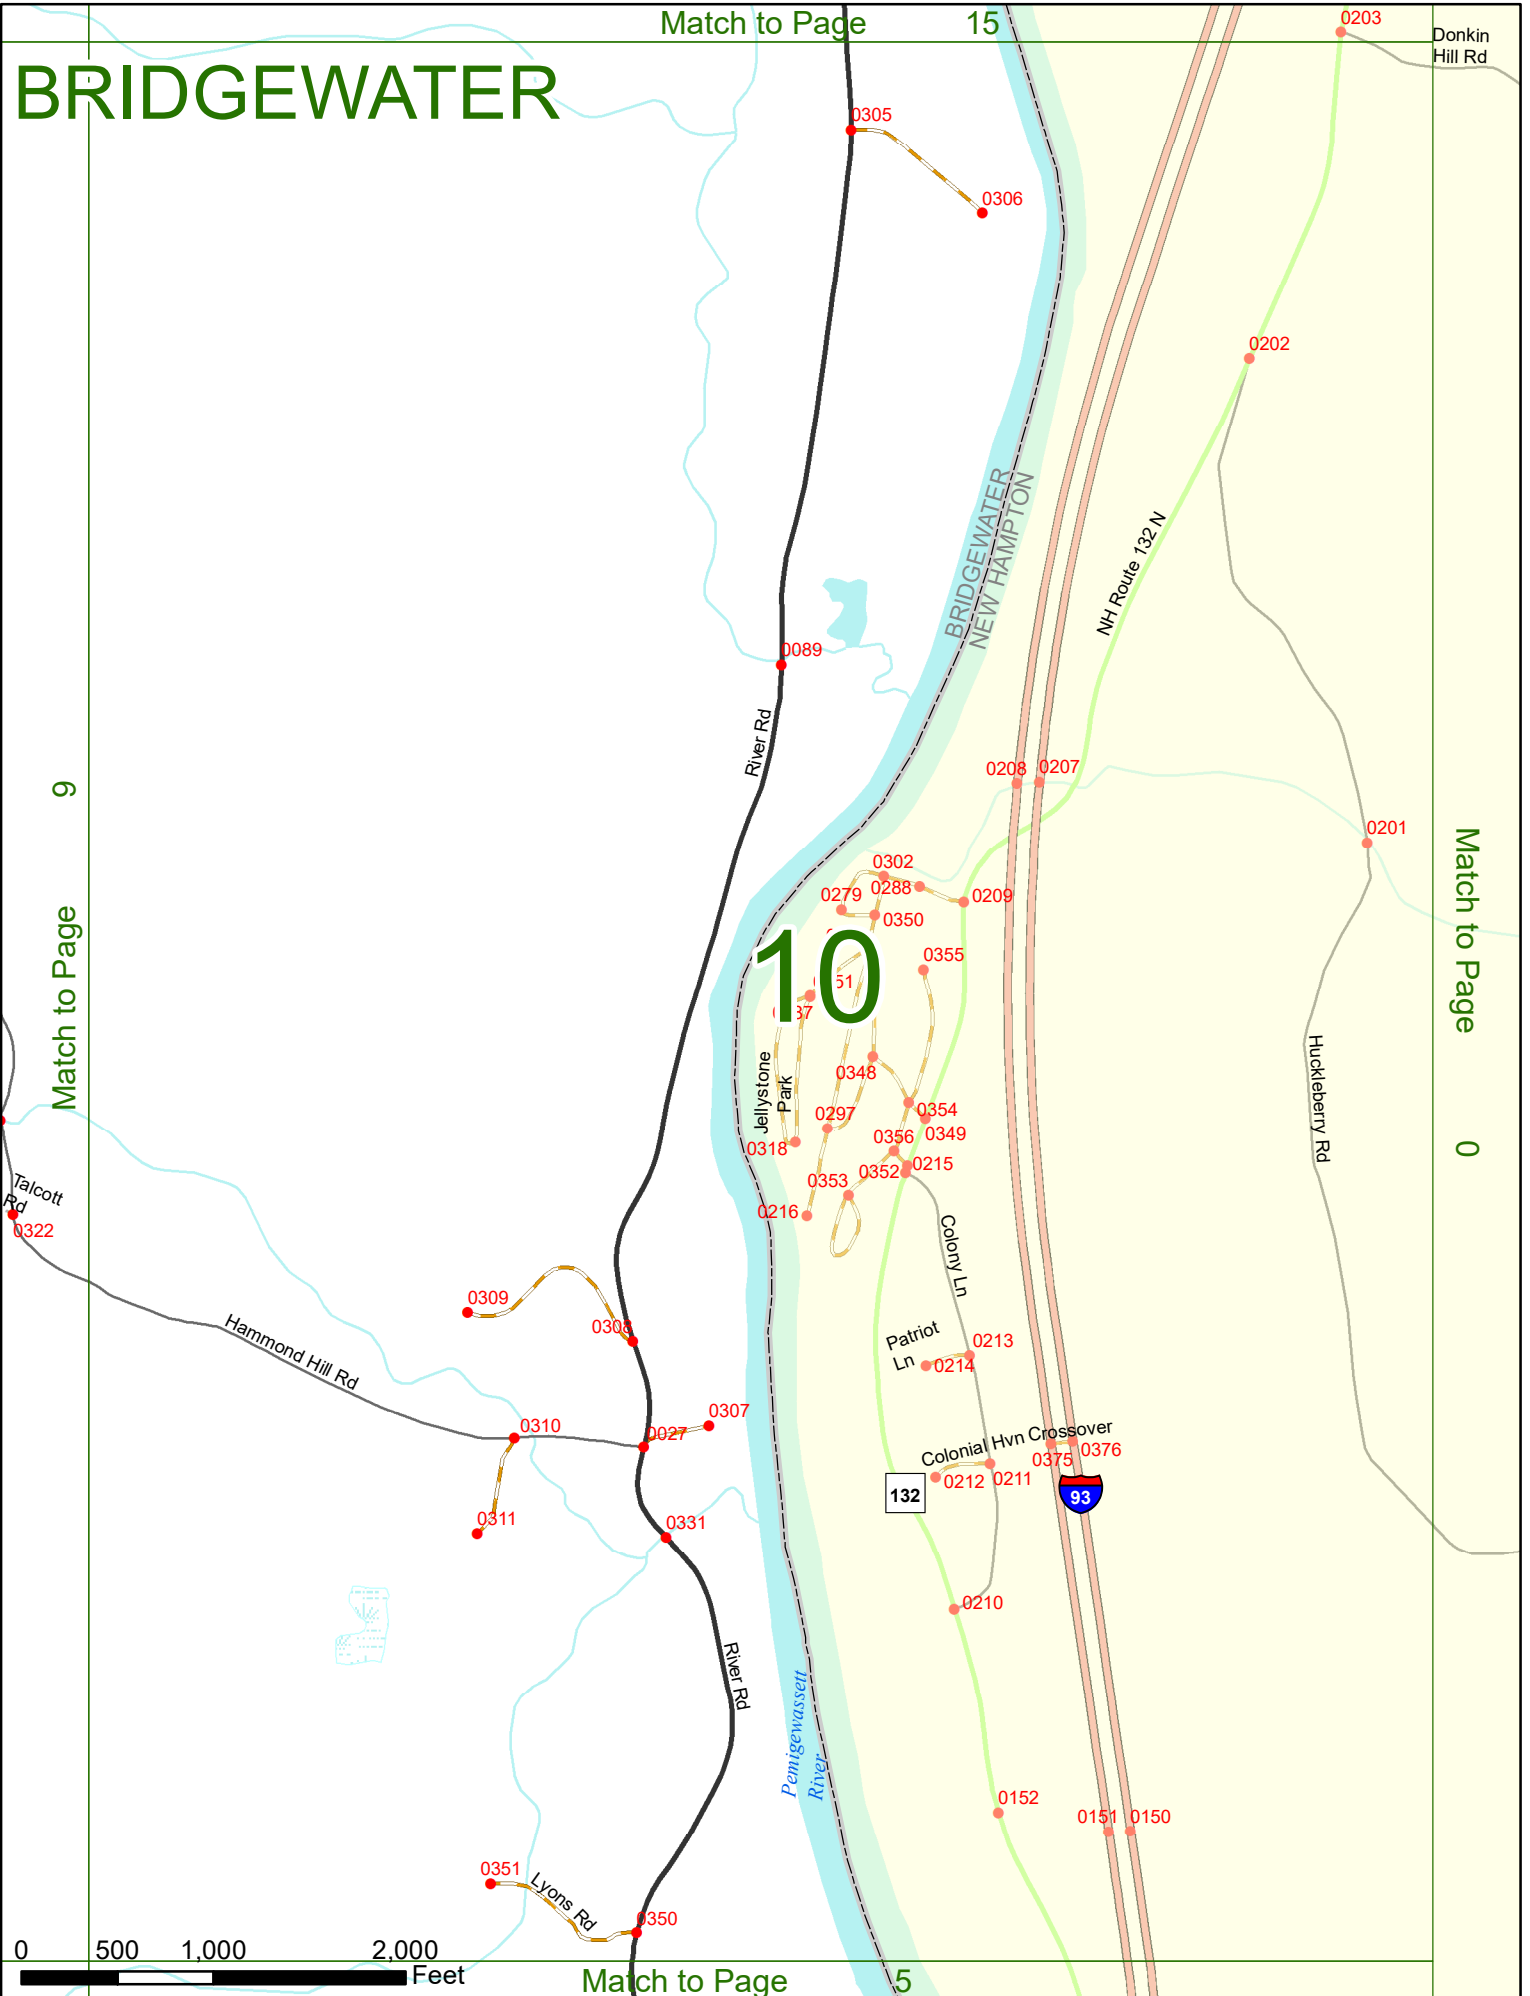 Match to Page 15
0203
Donkin
Hill Rd
BRIDGEWATER
0305
0306
0202
BRIDGEWATER
NEW HAMPTON
NH Route 132 N
0089
River Rd
0208
0207
9
Match to Page
0201
Match to Page
0
0302
0279
0288
0209
0350
10
0355
Jellystone
Park
0348
0297
0354
0349
0318
0356
0215
0352
0353
0216
Huckleberry Rd
Talcott
Rd
0322
Colony Ln
0309
0308
Hammond Hill Rd
Patriot
Ln
0213
0214
0310
0027
0307
Colonial Hvn Crossover
0375
0376
0212
0211
132
93
0311
0331
0210
River Rd
Pemigewassett
River
0152
0151
0150
0351
Lyons Rd
0350
0 500 1,000 2,000
Feet
Match to Page 5